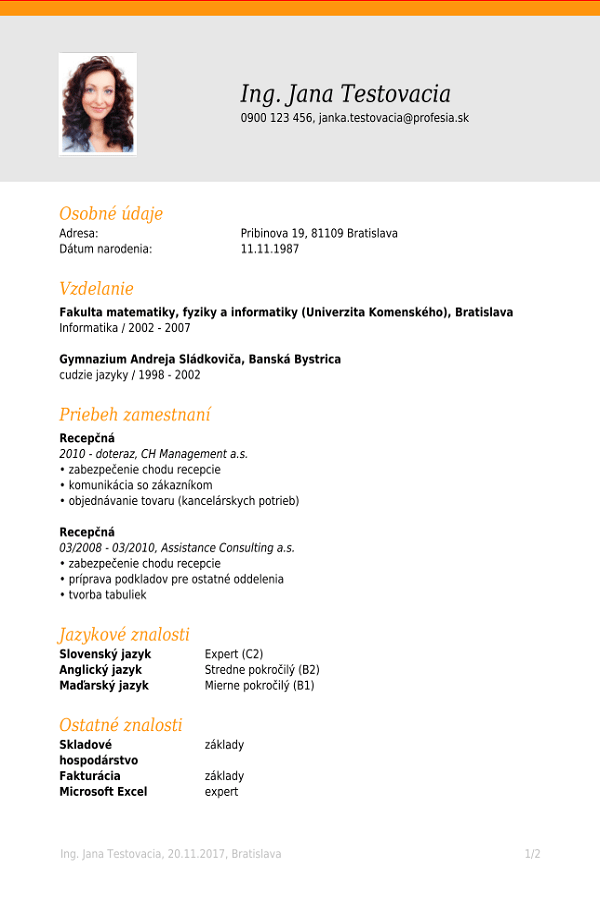 Ing. Jana Testovacia
0900 123 456, janka.testovacia@profesia.sk
Osobné údaje
Adresa: Pribinova 19, 81109 Bratislava
Dátum narodenia: 11.11.1987
Vzdelanie
Fakulta matematiky, fyziky a informatiky (Univerzita Komenského), Bratislava
Informatika / 2002 - 2007
Gymnazium Andreja Sládkoviča, Banská Bystrica
cudzie jazyky / 1998 - 2002
Priebeh zamestnaní
Recepčná
2010 - doteraz, CH Management a.s.
• zabezpečenie chodu recepcie
• komunikácia so zákazníkom
• objednávanie tovaru (kancelárskych potrieb)
Recepčná
03/2008 - 03/2010, Assistance Consulting a.s.
• zabezpečenie chodu recepcie
• príprava podkladov pre ostatné oddelenia
• tvorba tabuliek
Jazykové znalosti
Slovenský jazyk Expert (C2)
Anglický jazyk Stredne pokročilý (B2)
Maďarský jazyk Mierne pokročilý (B1)
Ostatné znalosti
Skladové základy
hospodárstvo
Fakturácia základy
Microsoft Excel expert
Ing. Jana Testovacia, 20.11.2017, Bratislava 1/2